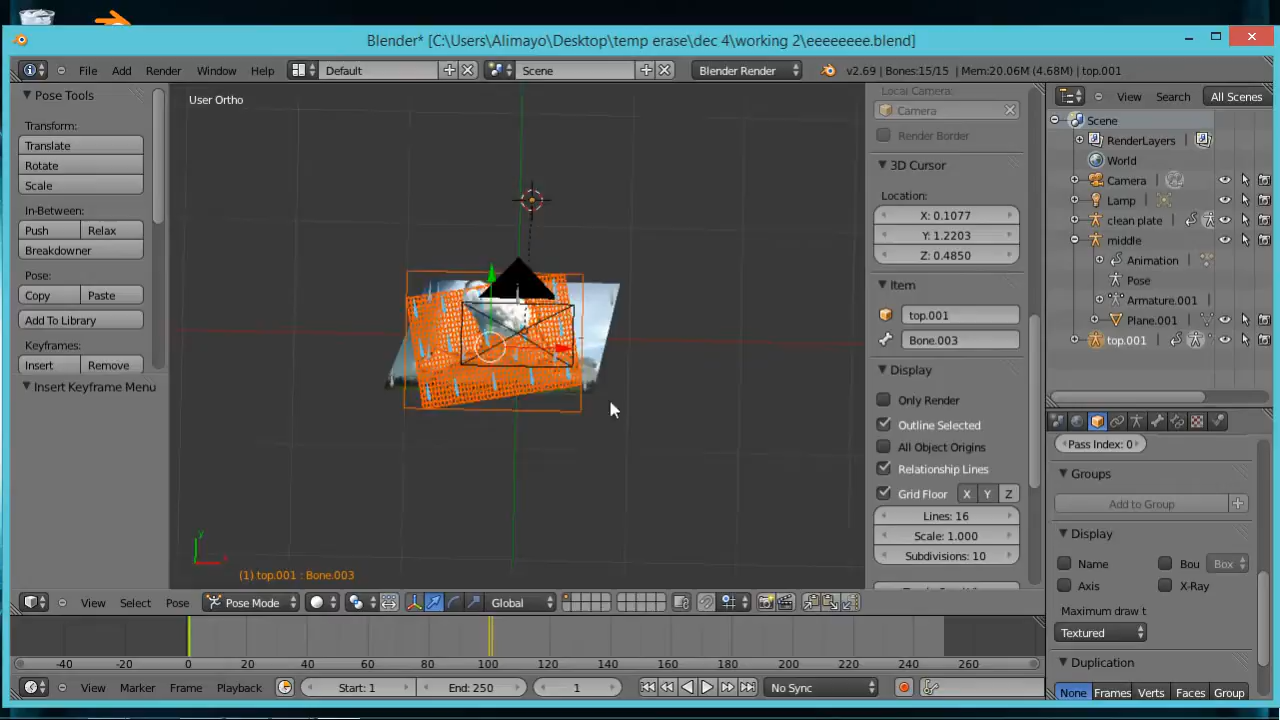 Blender* [C:\Users\Alimayo\Desktop\temp erase\dec 4\working 2\eeeeeeee.blend]
File Add Render Window Help Default Scene Blender Render v2.69 | Bones:15/15 | Mem:20.06M (4.68M) | top.001
Pose Tools
Transform:
Translate
Rotate
Scale
In-Between:
Push Relax
Breakdowner
Pose:
Copy Paste
Add To Library
Keyframes:
Insert Remove
Insert Keyframe Menu
User Ortho
y
x
(1) top.001 : Bone.003
Local Camera:
Camera
Render Border
3D Cursor
Location:
X: 0.1077
Y: 1.2203
Z: 0.4850
Item
top.001
Bone.003
Display
Only Render
Outline Selected
All Object Origins
Relationship Lines
Grid Floor X Y Z
Lines: 16
Scale: 1.000
Subdivisions: 10
View Search All Scenes
Scene
RenderLayers
World
Camera
Lamp
clean plate
middle
Animation
Pose
Armature.001
Plane.001
top.001
Pass Index: 0
Groups
Add to Group
Display
Name Bou Box
Axis X-Ray
Maximum draw t
Textured
Duplication
None Frames Verts Faces Group
View Select Pose Pose Mode Global
-40 -20 0 20 40 60 80 100 120 140 160 180 200 220 240 260
View Marker Frame Playback Start: 1 End: 250 1 No Sync